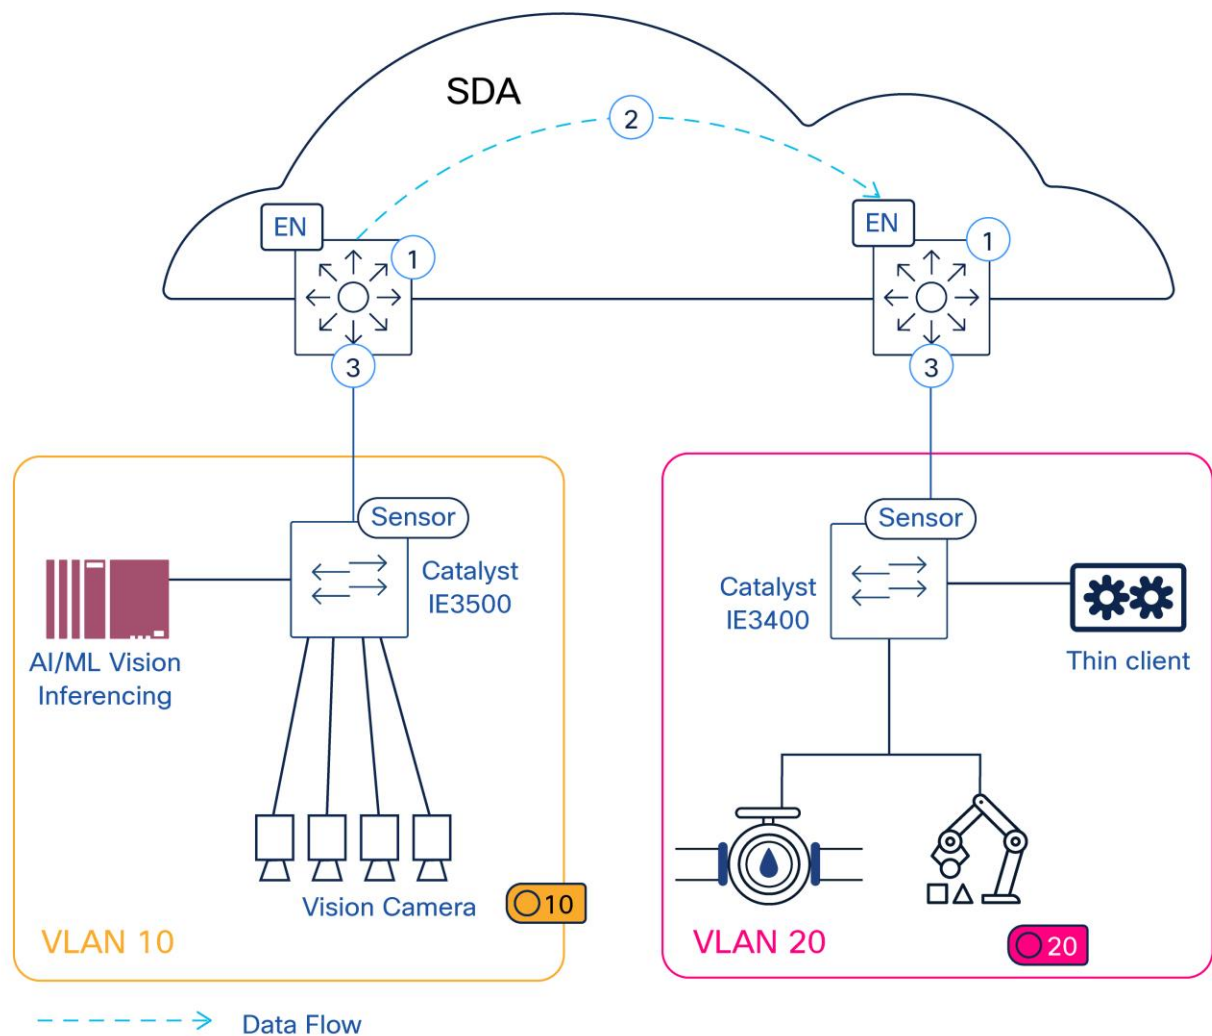 SDA
2
EN
EN
1
1
3
3
Sensor
Catalyst
IE3500
AI/ML Vision
Inferencing
Vision Camera
10
VLAN 10
Sensor
Catalyst
IE3400
Thin client
VLAN 20
20
Data Flow